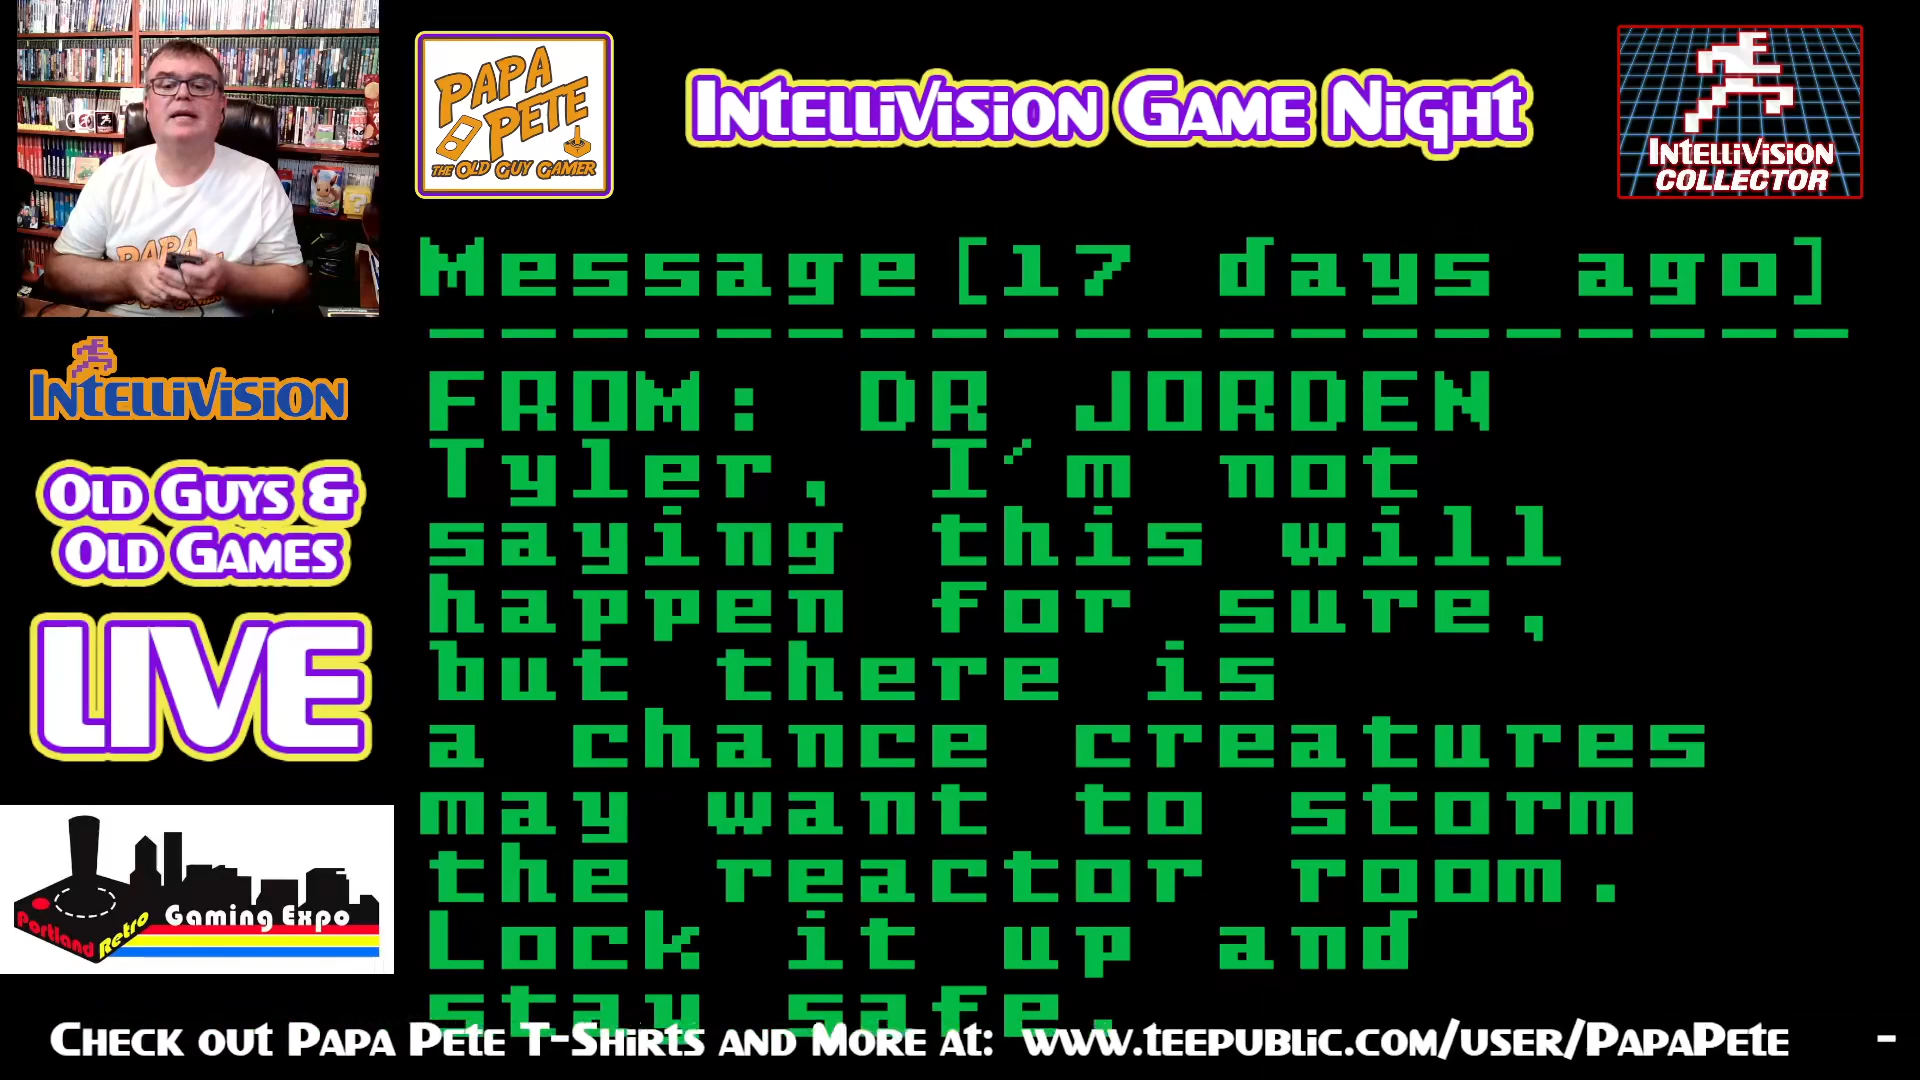 PAPA
PETE
THE OLD GUY GAMER
INTELLIVISION GAME NIGHT
INTELLIVISION
COLLECTOR
Message[17 days ago]
--------------------
FROM: DR JORDEN
Tyler, I'm not
saying this will
happen for sure,
but there is
a chance creatures
may want to storm
the reactor room.
Lock it up and
stay safe.
PAPA
INTELLIVISION
OLD GUYS &
OLD GAMES
LIVE
Portland Retro Gaming Expo
CHECK OUT PAPA PETE T-SHIRTS AND MORE AT: WWW.TEEPUBLIC.COM/USER/PAPAPETE -